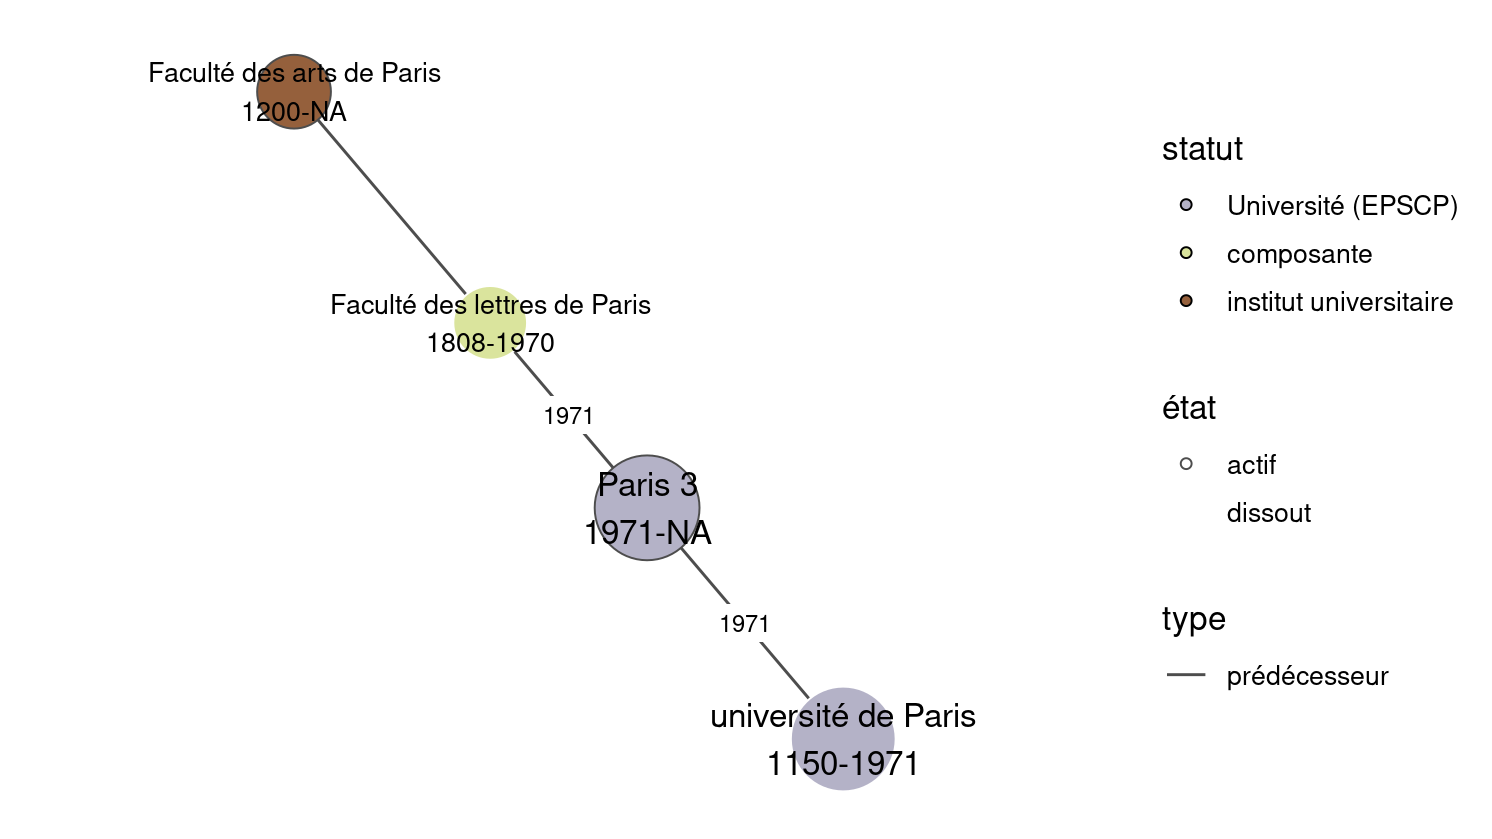 Faculté des arts de Paris
1200-NA
Faculté des lettres de Paris
1808-1970
1971
Paris 3
1971-NA
1971
université de Paris
1150-1971
statut
Université (EPSCP)
composante
institut universitaire
état
actif
dissout
type
prédécesseur